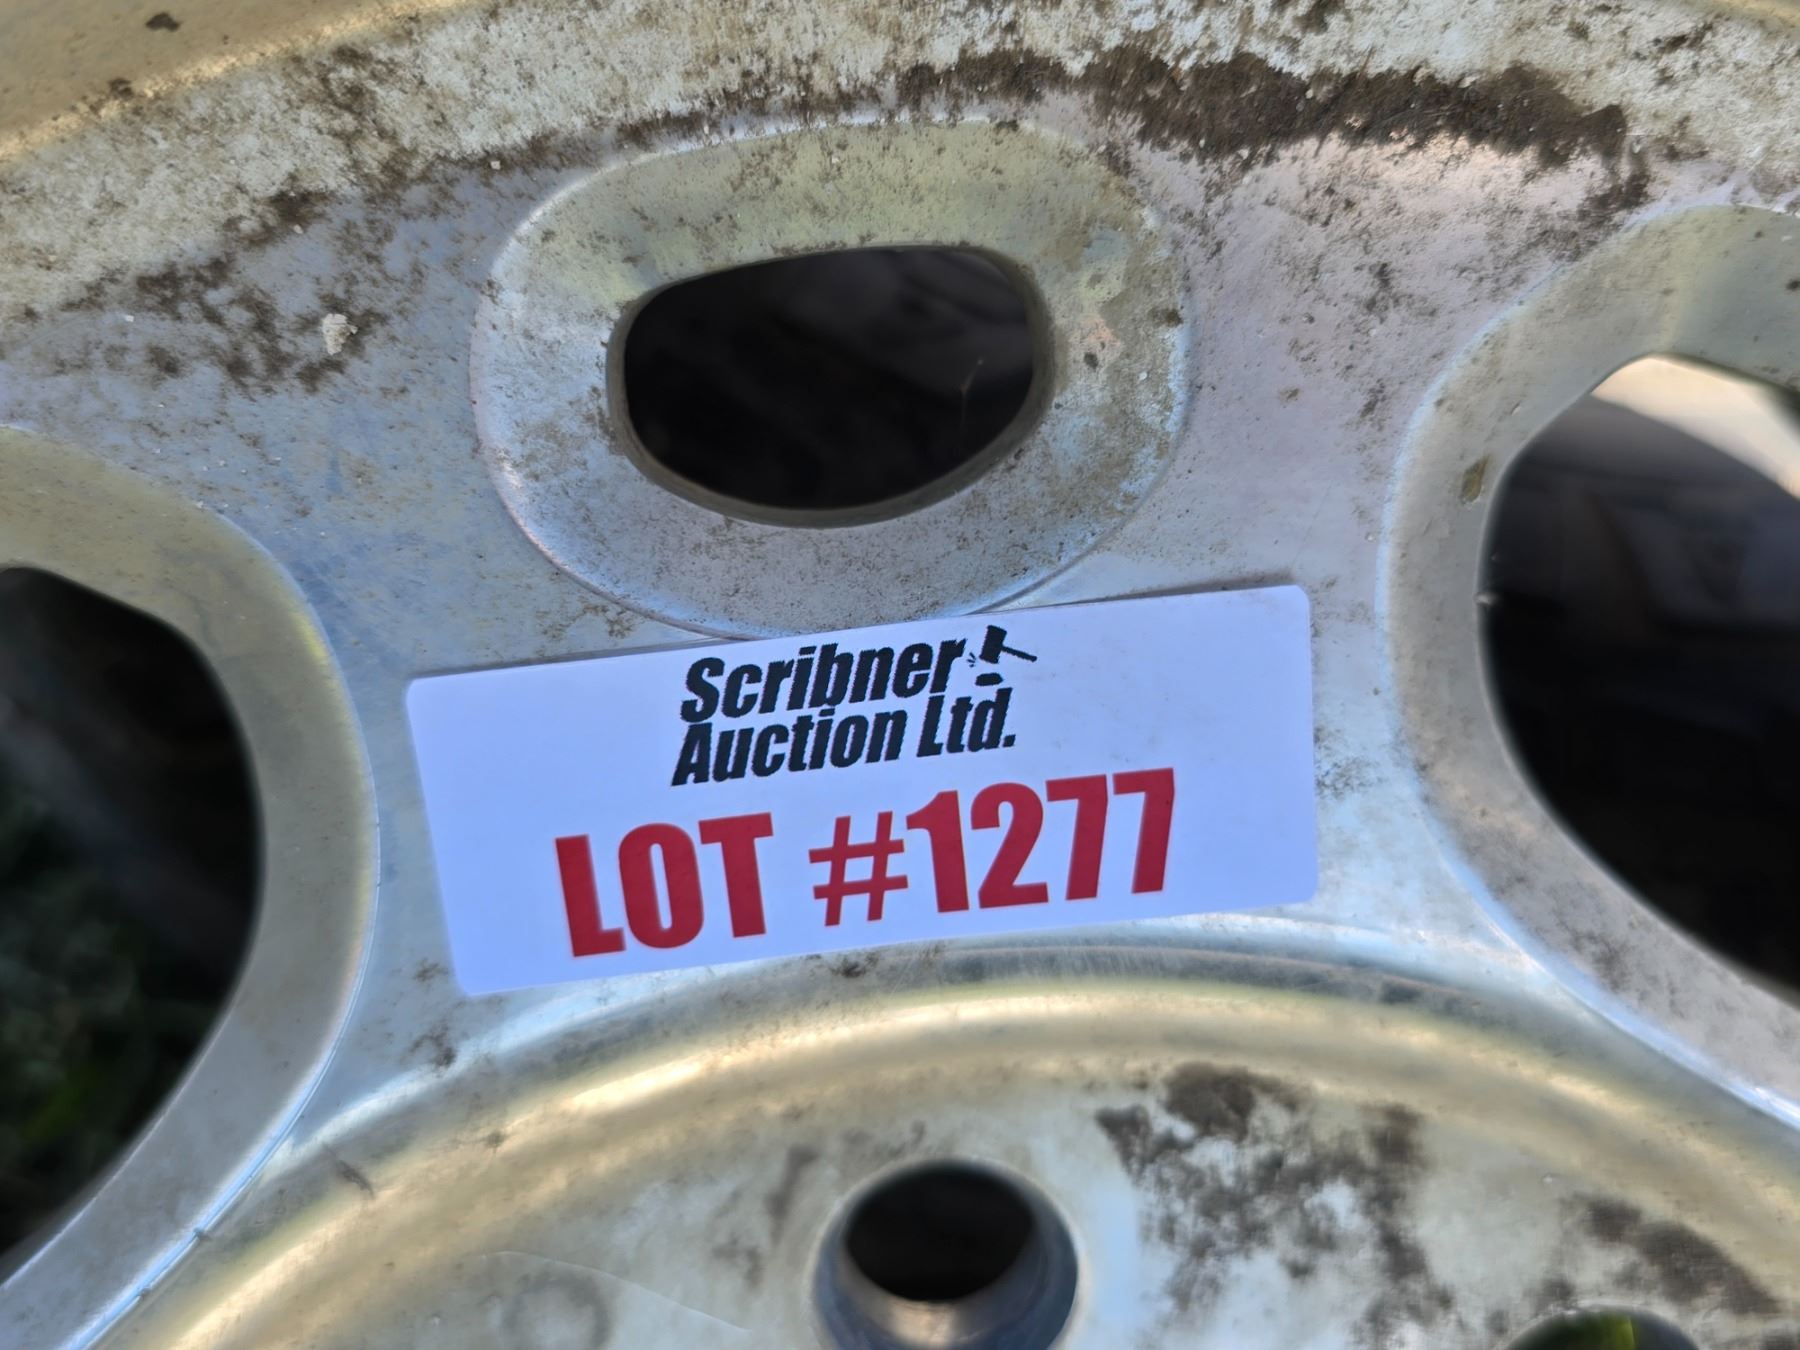 Scribner
Auction Ltd.
LOT #1277